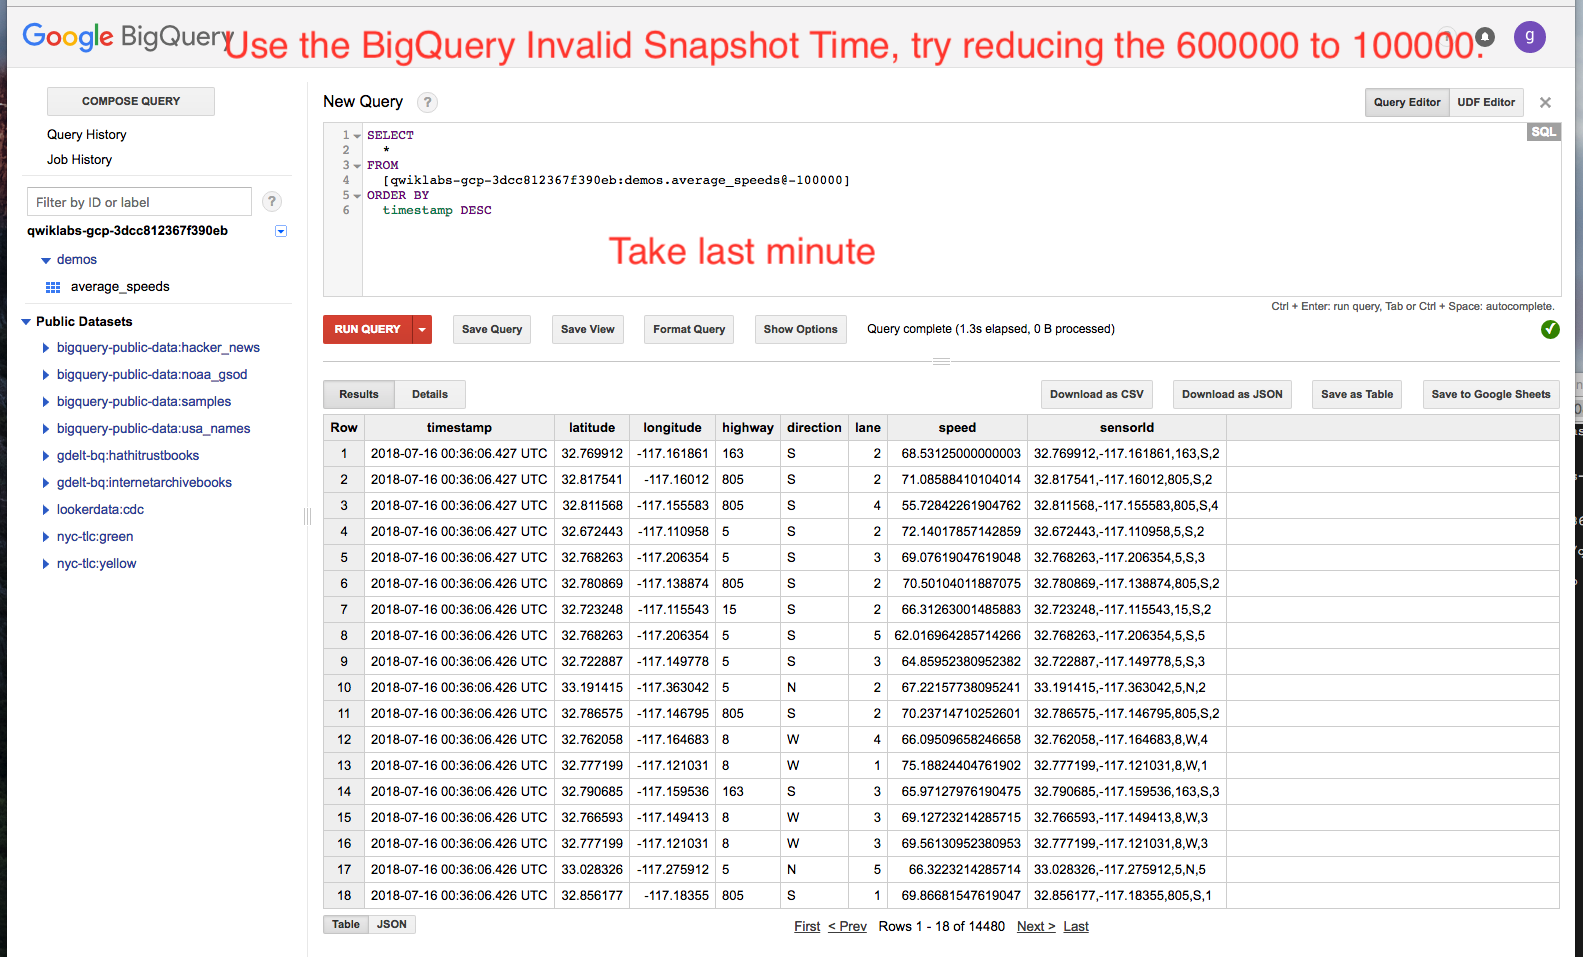 Google BigQuery
Use the BigQuery Invalid Snapshot Time, try reducing the 600000 to 100000.
g
COMPOSE QUERY
Query History
Job History
Filter by ID or label
?
qwiklabs-gcp-3dcc812367f390eb
demos
average_speeds
Public Datasets
bigquery-public-data:hacker_news
bigquery-public-data:noaa_gsod
bigquery-public-data:samples
bigquery-public-data:usa_names
gdelt-bq:hathitrustbooks
gdelt-bq:internetarchivebooks
lookerdata:cdc
nyc-tlc:green
nyc-tlc:yellow
New Query ?
Query Editor UDF Editor
SQL
1 SELECT
2 *
3 FROM
4 [qwiklabs-gcp-3dcc812367f390eb:demos.average_speeds@-100000]
5 ORDER BY
6 timestamp DESC
Take last minute
Ctrl + Enter: run query, Tab or Ctrl + Space: autocomplete.
RUN QUERY Save Query Save View Format Query Show Options Query complete (1.3s elapsed, 0 B processed)
Results Details Download as CSV Download as JSON Save as Table Save to Google Sheets
Row timestamp latitude longitude highway direction lane speed sensorId
1 2018-07-16 00:36:06.427 UTC 32.769912 -117.161861 163 S 2 68.53125000000003 32.769912,-117.161861,163,S,2
2 2018-07-16 00:36:06.427 UTC 32.817541 -117.16012 805 S 2 71.08588410104014 32.817541,-117.16012,805,S,2
3 2018-07-16 00:36:06.427 UTC 32.811568 -117.155583 805 S 4 55.72842261904762 32.811568,-117.155583,805,S,4
4 2018-07-16 00:36:06.427 UTC 32.672443 -117.110958 5 S 2 72.14017857142859 32.672443,-117.110958,5,S,2
5 2018-07-16 00:36:06.427 UTC 32.768263 -117.206354 5 S 3 69.07619047619048 32.768263,-117.206354,5,S,3
6 2018-07-16 00:36:06.426 UTC 32.780869 -117.138874 805 S 2 70.50104011887075 32.780869,-117.138874,805,S,2
7 2018-07-16 00:36:06.426 UTC 32.723248 -117.115543 15 S 2 66.31263001485883 32.723248,-117.115543,15,S,2
8 2018-07-16 00:36:06.426 UTC 32.768263 -117.206354 5 S 5 62.016964285714266 32.768263,-117.206354,5,S,5
9 2018-07-16 00:36:06.426 UTC 32.722887 -117.149778 5 S 3 64.85952380952382 32.722887,-117.149778,5,S,3
10 2018-07-16 00:36:06.426 UTC 33.191415 -117.363042 5 N 2 67.22157738095241 33.191415,-117.363042,5,N,2
11 2018-07-16 00:36:06.426 UTC 32.786575 -117.146795 805 S 2 70.23714710252601 32.786575,-117.146795,805,S,2
12 2018-07-16 00:36:06.426 UTC 32.762058 -117.164683 8 W 4 66.09509658246658 32.762058,-117.164683,8,W,4
13 2018-07-16 00:36:06.426 UTC 32.777199 -117.121031 8 W 1 75.18824404761902 32.777199,-117.121031,8,W,1
14 2018-07-16 00:36:06.426 UTC 32.790685 -117.159536 163 S 3 65.97127976190475 32.790685,-117.159536,163,S,3
15 2018-07-16 00:36:06.426 UTC 32.766593 -117.149413 8 W 3 69.12723214285715 32.766593,-117.149413,8,W,3
16 2018-07-16 00:36:06.426 UTC 32.777199 -117.121031 8 W 3 69.56130952380953 32.777199,-117.121031,8,W,3
17 2018-07-16 00:36:06.426 UTC 33.028326 -117.275912 5 N 5 66.3223214285714 33.028326,-117.275912,5,N,5
18 2018-07-16 00:36:06.426 UTC 32.856177 -117.18355 805 S 1 69.86681547619047 32.856177,-117.18355,805,S,1
Table JSON First < Prev Rows 1 - 18 of 14480 Next > Last